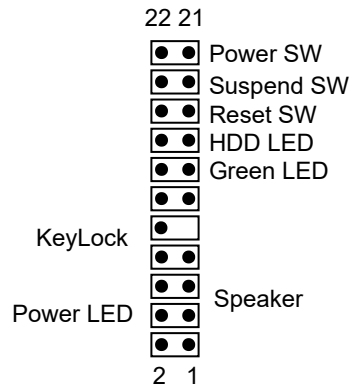 22 21
Power SW
Suspend SW
Reset SW
HDD LED
Green LED
KeyLock
Speaker
Power LED
2 1